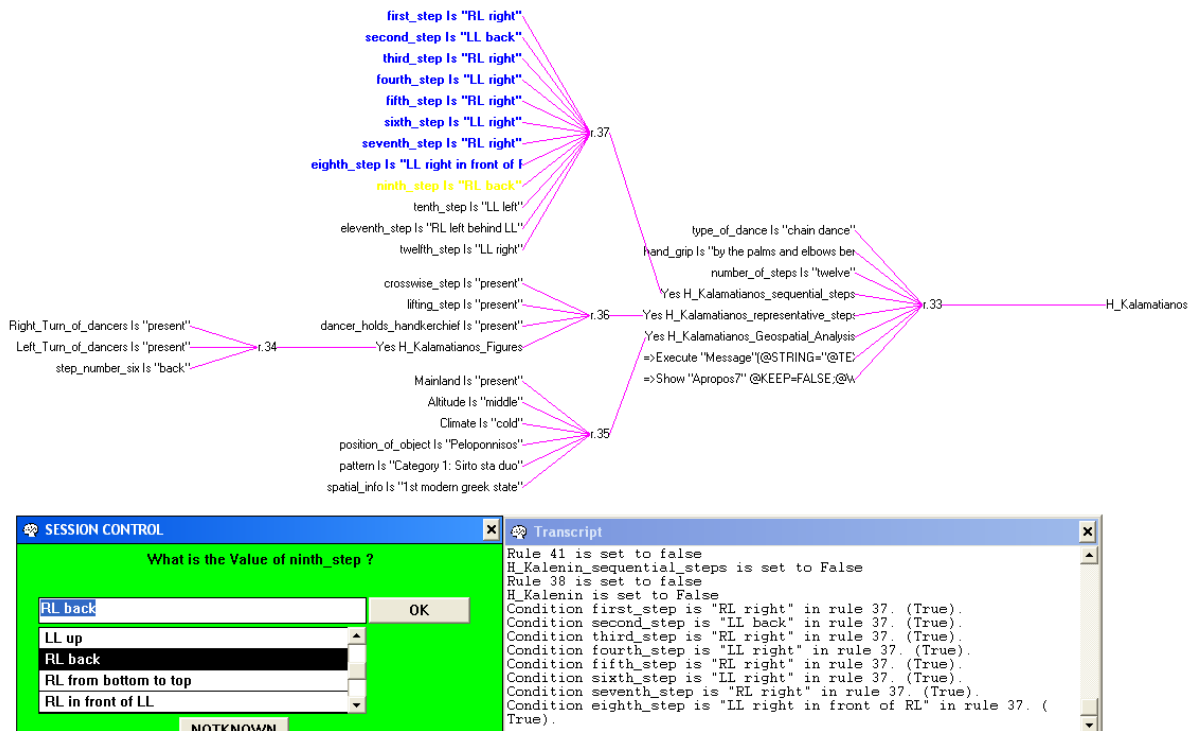 first_step Is "RL right"
second_step Is "LL back"
third_step Is "RL right"
fourth_step Is "LL right"
fifth_step Is "RL right"
sixth_step Is "LL right"
seventh_step Is "RL right"
eighth_step Is "LL right in front of F
ninth_step Is "RL back"
tenth_step Is "LL left"
eleventh_step Is "RL left behind LL"
twelfth_step Is "LL right"
r.37
crosswise_step Is "present"
lifting_step Is "present"
dancer_holds_handkerchief Is "present"
Yes H_Kalamatianos_Figures
r.36
Right_Turn_of_dancers Is "present"
Left_Turn_of_dancers Is "present"
step_number_six Is "back"
r.34
Mainland Is "present"
Altitude Is "middle"
Climate Is "cold"
position_of_object Is "Peloponnisos"
pattern Is "Category 1: Sirto sta duo"
spatial_info Is "1st modern greek state"
r.35
type_of_dance Is "chain dance"
hand_grip Is "by the palms and elbows ber
number_of_steps Is "twelve"
Yes H_Kalamatianos_sequential_steps
Yes H_Kalamatianos_representative_steps
Yes H_Kalamatianos_Geospatial_Analysis
=>Execute "Message"(@STRING="@TEX
=>Show "Apropos7" @KEEP=FALSE;@W
r.33
H_Kalamatianos
SESSION CONTROL
What is the Value of ninth_step ?
RL back
OK
LL up
RL back
RL from bottom to top
RL in front of LL
NOTKNOWN
Transcript
Rule 41 is set to false
H_Kalenin_sequential_steps is set to False
Rule 38 is set to false
H_Kalenin is set to False
Condition first_step is "RL right" in rule 37. (True).
Condition second_step is "LL back" in rule 37. (True).
Condition third_step is "RL right" in rule 37. (True).
Condition fourth_step is "LL right" in rule 37. (True).
Condition fifth_step is "RL right" in rule 37. (True).
Condition sixth_step is "LL right" in rule 37. (True).
Condition seventh_step is "RL right" in rule 37. (True).
Condition eighth_step is "LL right in front of RL" in rule 37. (
True).